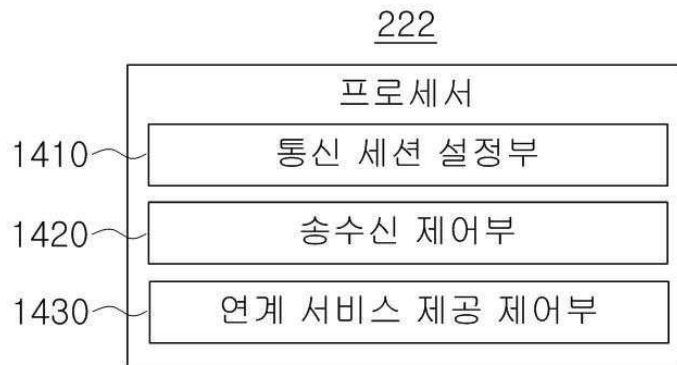 222
프로세서
1410 통신 세션 설정부
1420 송수신 제어부
1430 연계 서비스 제공 제어부